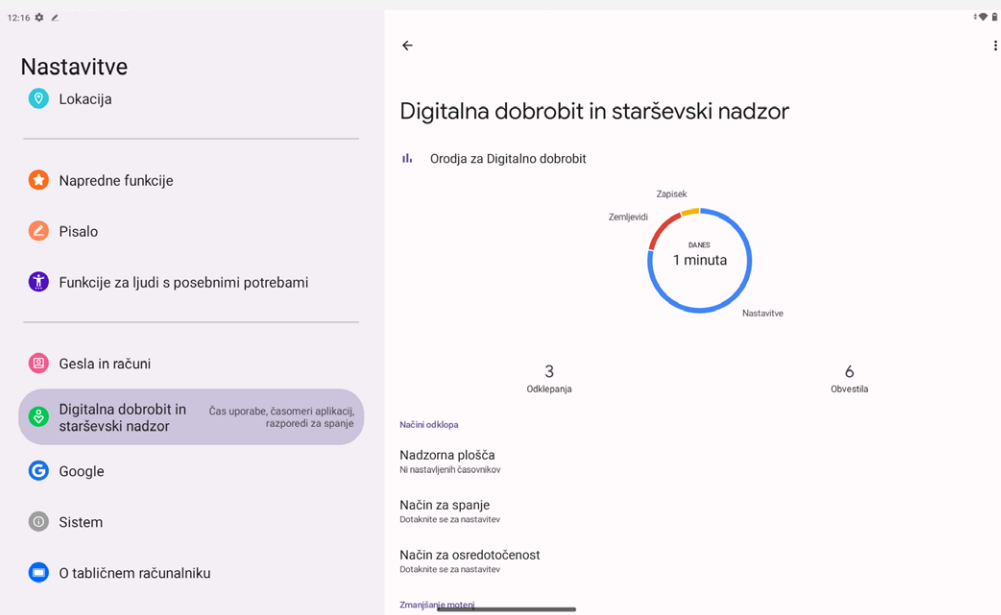 12:16
Nastavitve
Lokacija
Napredne funkcije
Pisalo
Funkcije za ljudi s posebnimi potrebami
Gesla in računi
Digitalna dobrobit in
starševski nadzor
Čas uporabe, časomeri aplikacij,
razporedi za spanje
Google
Sistem
O tabličnem računalniku
Digitalna dobrobit in starševski nadzor
Orodja za Digitalno dobrobit
Zapisek
Zemljevidi
DANES
1 minuta
Nastavitve
3
Odklepanja
6
Obvestila
Načini odklopa
Nadzorna plošča
Ni nastavljenih časovnikov
Način za spanje
Dotaknite se za nastavitev
Način za osredotočenost
Dotaknite se za nastavitev
Zmanjšanje motenj